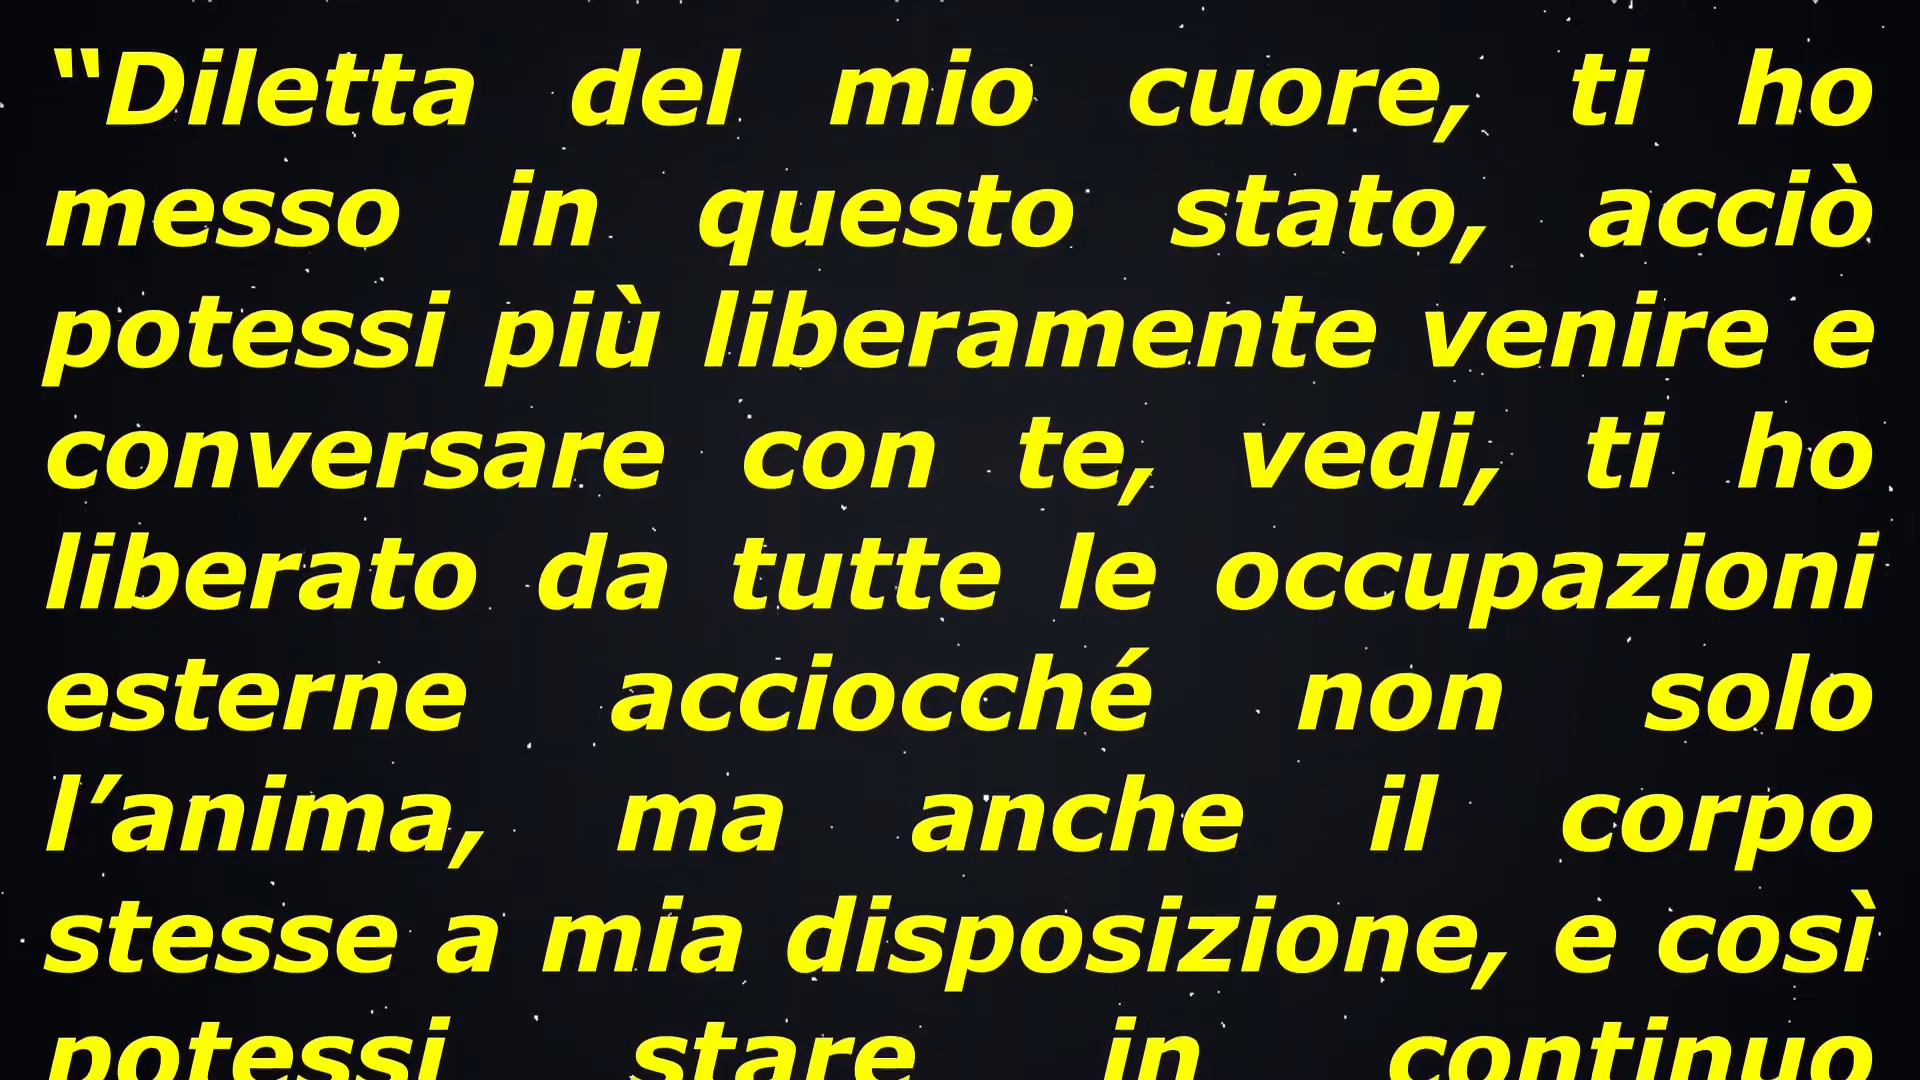 “Diletta del mio cuore, ti ho
messo in questo stato, acciò
potessi più liberamente venire e
conversare con te, vedi, ti ho
liberato da tutte le occupazioni
esterne acciocché non solo
l’anima, ma anche il corpo
stesse a mia disposizione, e così
potessi stare in continuo